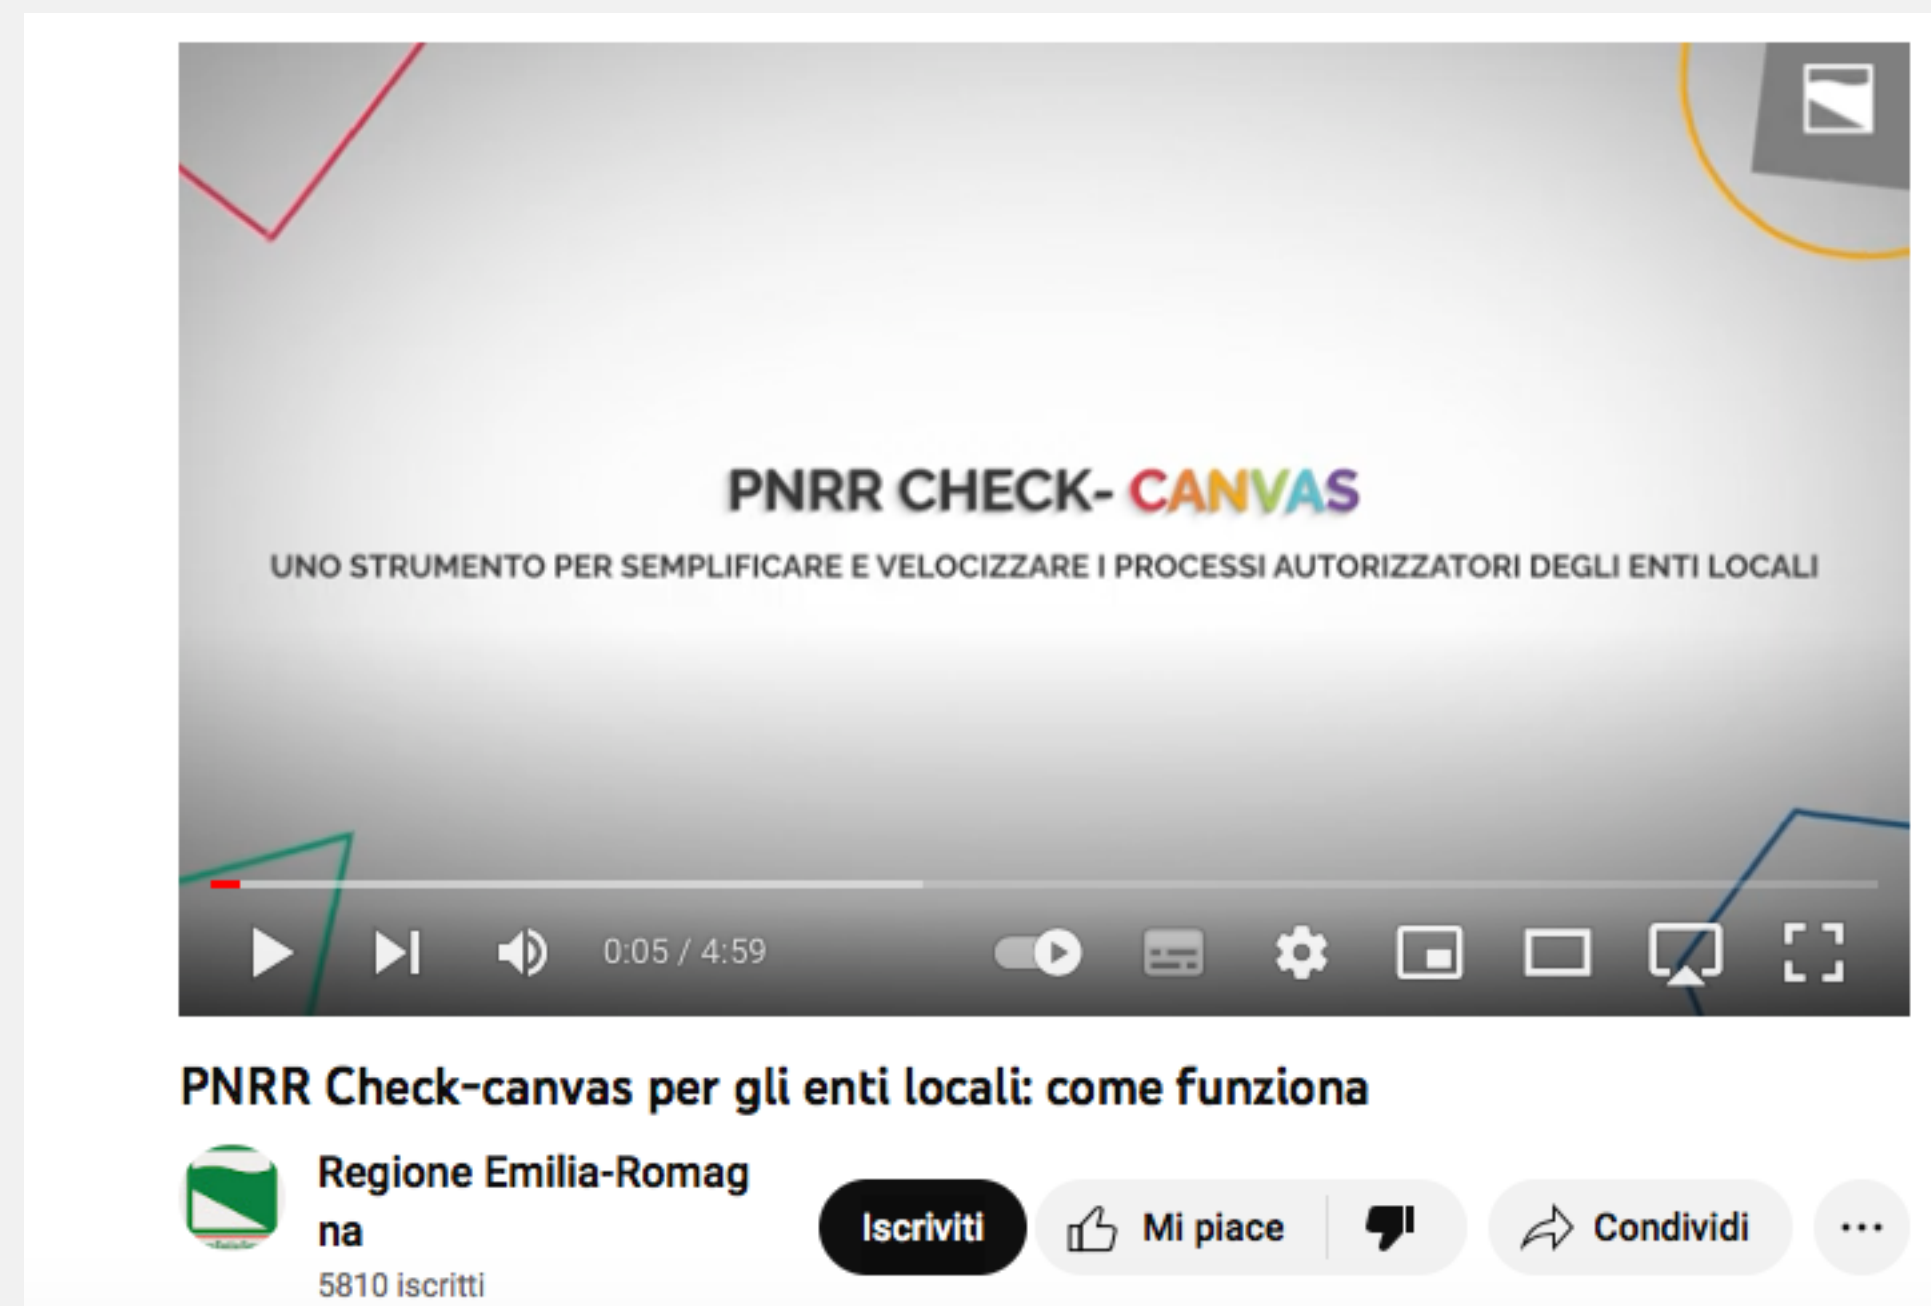 PNRR CHECK- CANVAS
UNO STRUMENTO PER SEMPLIFICARE E VELOCIZZARE I PROCESSI AUTORIZZATORI DEGLI ENTI LOCALI
0:05 / 4:59
PNRR Check-canvas per gli enti locali: come funziona
Regione Emilia-Romag
na
5810 iscritti
Iscriviti
Mi piace
Condividi